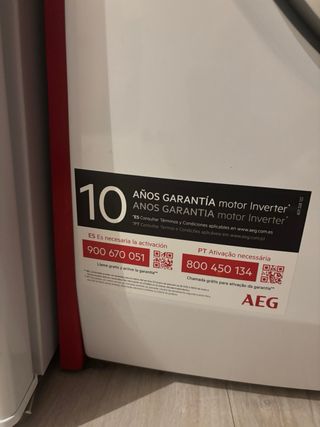 10
AÑOS GARANTÍA motor Inverter*
ANOS GARANTIA motor Inverter*
*ES Consultar Términos y Condiciones aplicables en www.aeg.com.es
*PT Consultar Termos e Condições aplicáveis em www.aeg.com.pt
ES Es necesaria la activación
900 670 051
Llame gratis y active la garantía**
PT Ativação necessária
800 450 134
Chamada grátis para ativação da garantia**
AEG